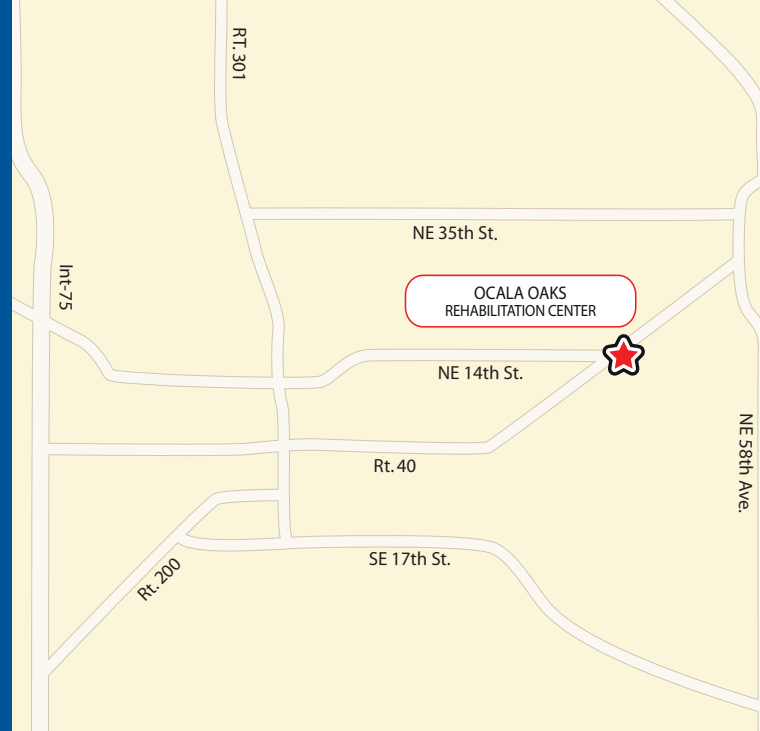 RT. 301
NE 35th St.
Int-75
OCALA OAKS
REHABILITATION CENTER
NE 14th St.
NE 58th Ave.
Rt. 40
SE 17th St.
Rt. 200